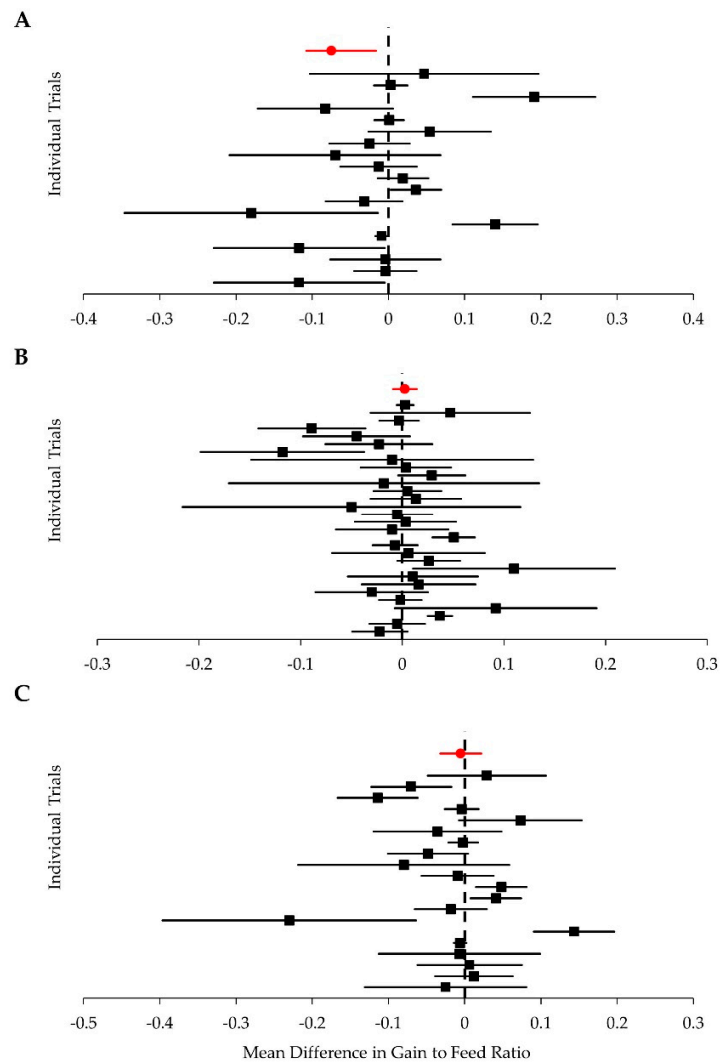 A
Individual Trials
-0.4 -0.3 -0.2 -0.1 0 0.1 0.2 0.3 0.4
B
Individual Trials
-0.3 -0.2 -0.1 0 0.1 0.2 0.3
C
Individual Trials
-0.5 -0.4 -0.3 -0.2 -0.1 0 0.1 0.2 0.3
Mean Difference in Gain to Feed Ratio